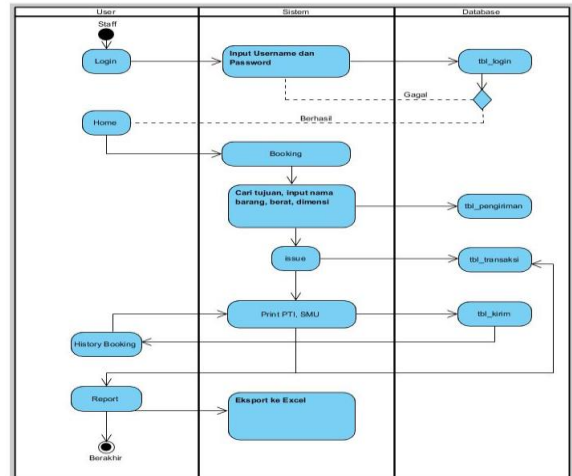 User
Sistem
Database
Staff
Login
Input Username dan
Password
tbl_login
Gagal
Home
Berhasil
Booking
Cari tujuan, input nama
barang, berat, dimensi
tbl_pengiriman
issue
tbl_transaksi
Print PTI, SMU
tbl_kirim
History Booking
Report
Eksport ke Excel
Berakhir